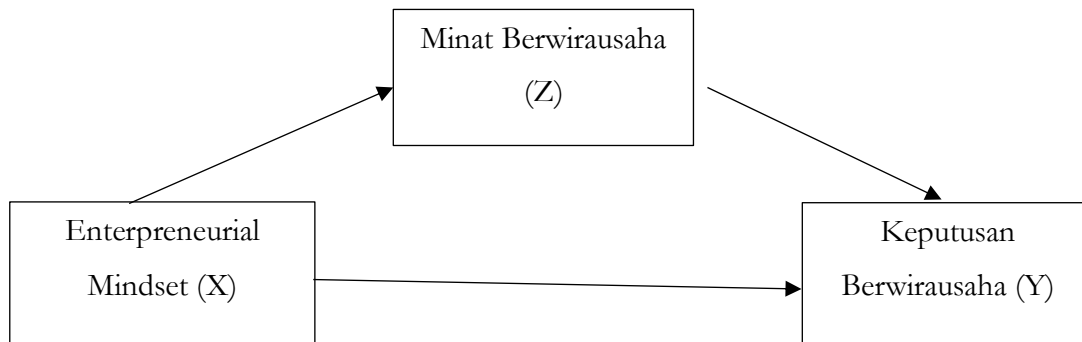 Minat Berwirausaha
(Z)
Enterpreneurial
Mindset (X)
Keputusan
Berwirausaha (Y)